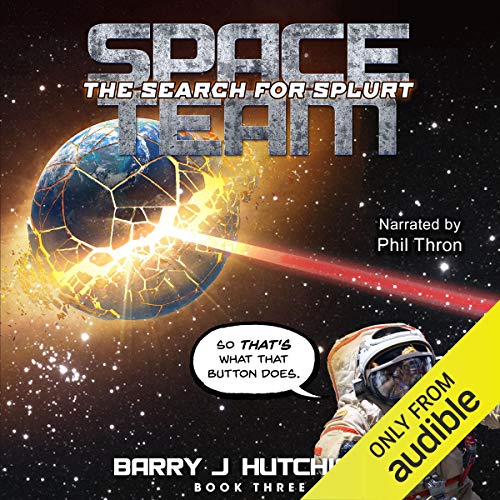 SPACE
THE SEARCH FOR SPLURT
TEAM
Narrated by
Phil Thron
SO THAT'S
WHAT THAT
BUTTON DOES.
BARRY J HUTCHI
BOOK THREE
ONLY FROM
audible